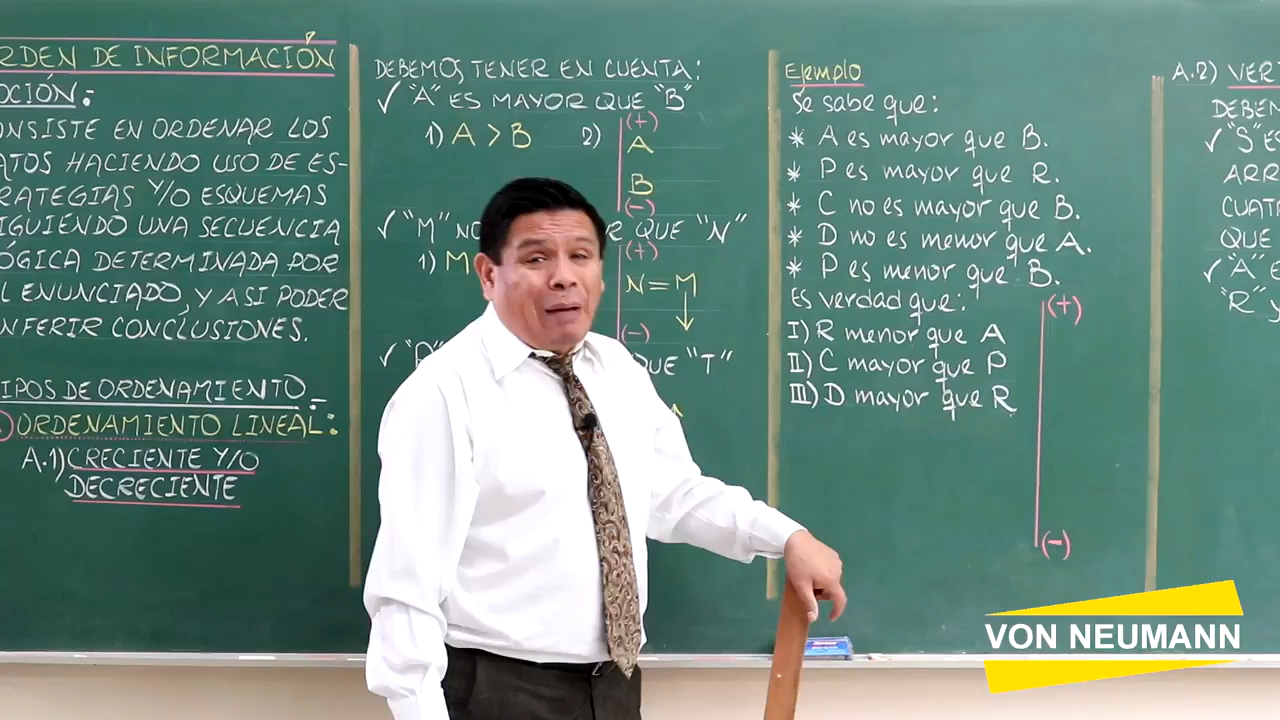 RDEN DE INFORMACIÓN
OCIÓN:
ONSISTE EN ORDENAR LOS
ATOS HACIENDO USO DE ES-
RATEGIAS Y/O ESQUEMAS
IGUIENDO UNA SECUENCIA
ÓGICA DETERMINADA POR
L ENUNCIADO, Y ASI PODER
NFERIR CONCLUSIONES.
IPOS DE ORDENAMIENTO_
ORDENAMIENTO LINEAL:
A.1) CRECIENTE Y/O
DECRECIENTE
DEBEMOS TENER EN CUENTA:
✓ "A" ES MAYOR QUE "B"
1) A > B 2)
(+)
A
B
(-)
✓ "M" NO R QUE "N"
1) M
(+)
N = M
(-)
✓ QUE "T"
Ejemplo
Se sabe que:
* A es mayor que B.
* P es mayor que R.
* C no es mayor que B.
* D no es menor que A.
* P es menor que B.
Es verdad que:
I) R menor que A
II) C mayor que P
III) D mayor que R
(+)
(-)
A.2) VERT
DEBEM
✓ "S" ES
ARR
CUAT
QUE
✓ "A" E
"R" y
VON NEUMANN